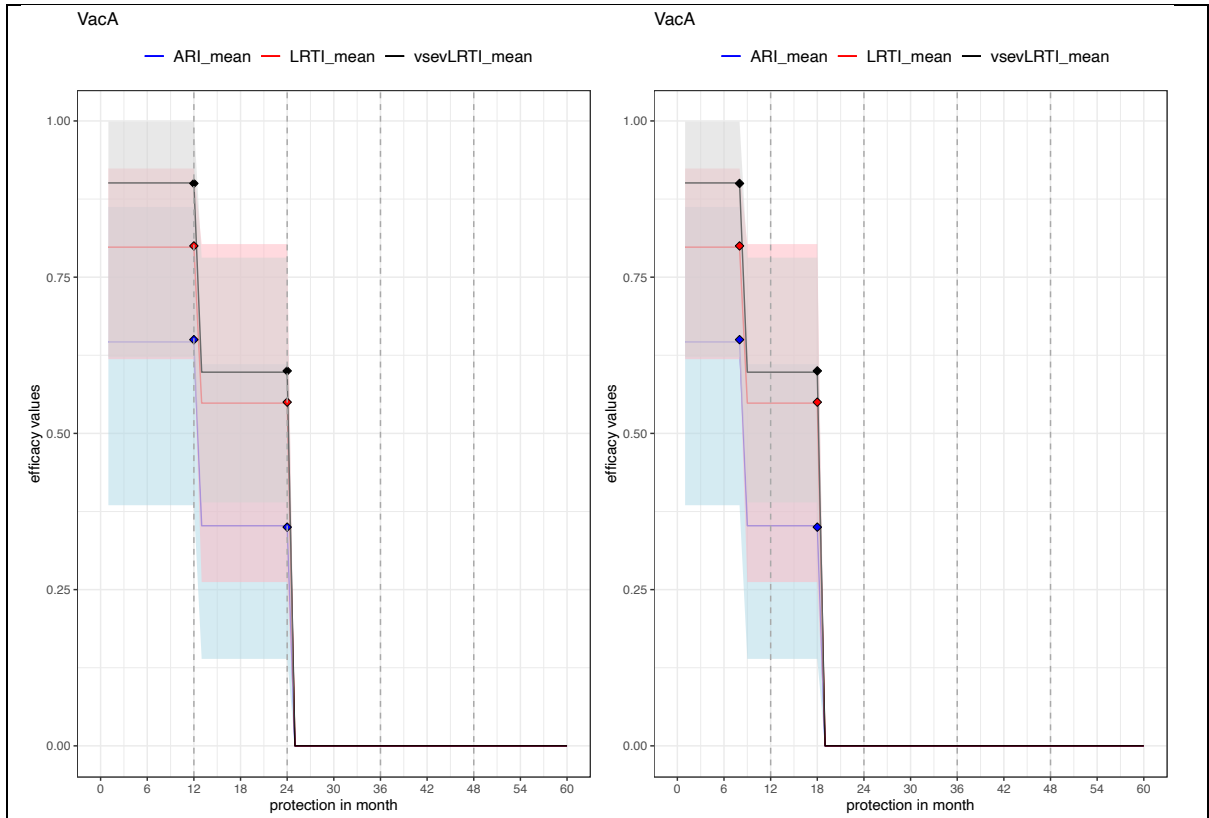 VacA
ARI_mean LRTI_mean vsevLRTI_mean
1.00
0.75
0.50
0.25
0.00
efficacy values
0 6 12 18 24 30 36 42 48 54 60
protection in month
VacA
ARI_mean LRTI_mean vsevLRTI_mean
1.00
0.75
0.50
0.25
0.00
efficacy values
0 6 12 18 24 30 36 42 48 54 60
protection in month